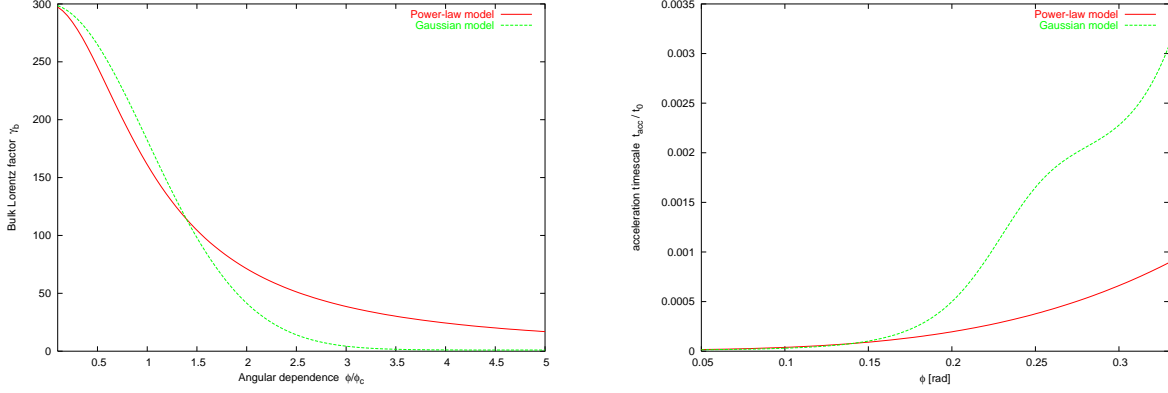 300
250
200
150
100
50
0
0.5 1 1.5 2 2.5 3 3.5 4 4.5 5
Bulk Lorentz factor γb
Angular dependence ϕ/ϕc
Power-law model
Gaussian model
0.0035
0.003
0.0025
0.002
0.0015
0.001
0.0005
0
0.05 0.1 0.15 0.2 0.25 0.3
acceleration timescale tacc / t0
ϕ [rad]
Power-law model
Gaussian model